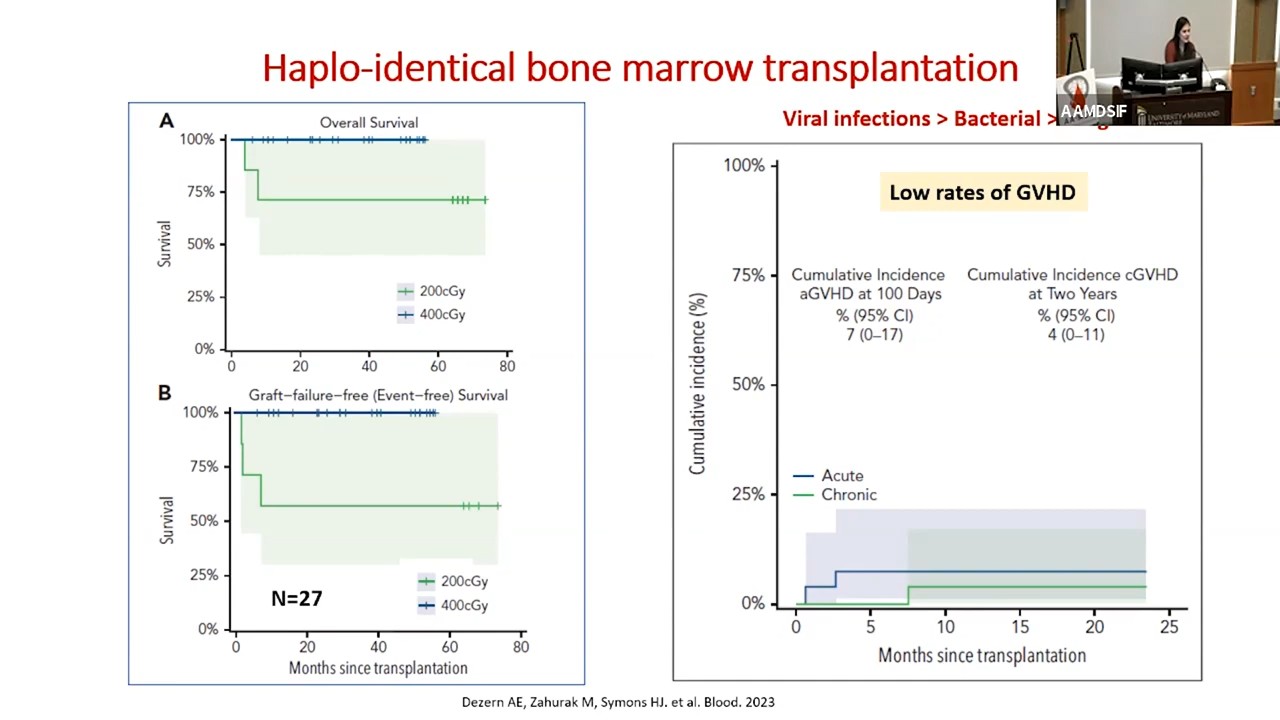 Haplo-identical bone marrow transplantation
AAMDSIF
UNIVERSITY of MARYLAND
BALTIMORE
Viral infections > Bacterial >
A
Overall Survival
100%
75%
50%
25%
0%
Survival
200cGy
400cGy
0 20 40 60 80
B
Graft-failure-free (Event-free) Survival
100%
75%
50%
25%
0%
Survival
200cGy
400cGy
N=27
0 20 40 60 80
Months since transplantation
Low rates of GVHD
100%
75%
50%
25%
0%
Cumulative incidence (%)
Cumulative Incidence
aGVHD at 100 Days
% (95% CI)
7 (0–17)
Cumulative Incidence cGVHD
at Two Years
% (95% CI)
4 (0–11)
Acute
Chronic
0 5 10 15 20 25
Months since transplantation
Dezern AE, Zahurak M, Symons HJ. et al. Blood. 2023